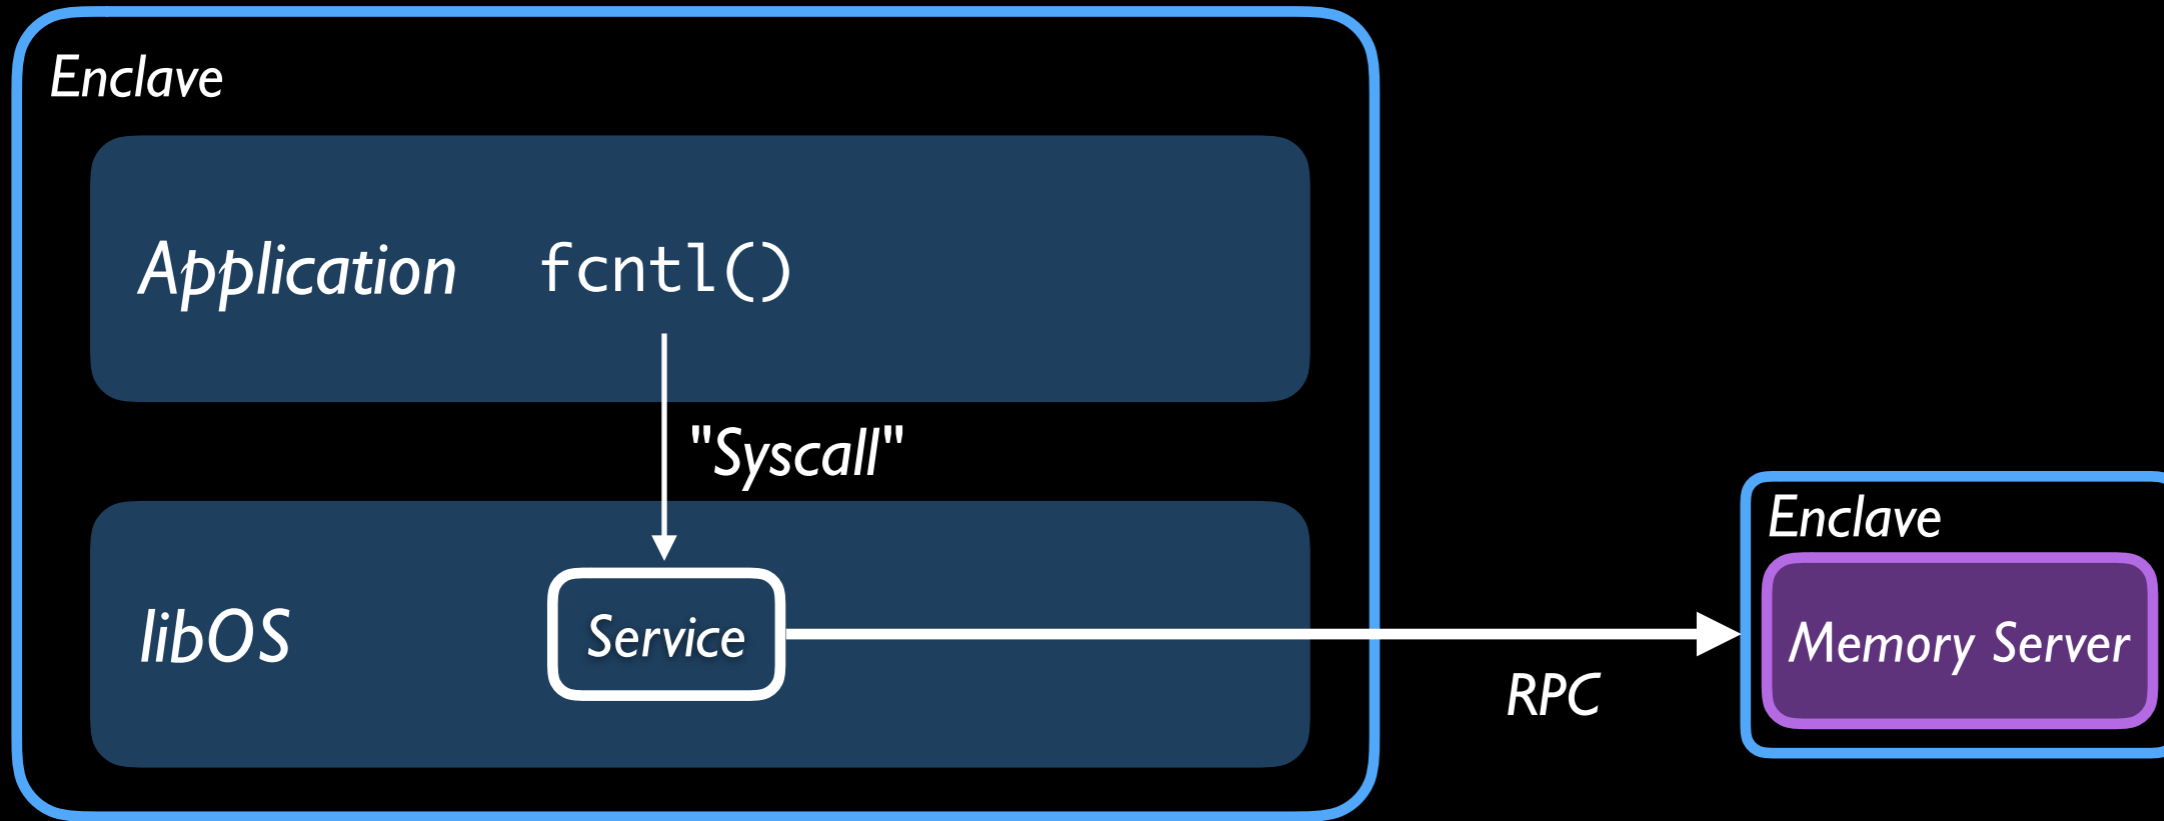 Enclave
Application fcntl()
"Syscall"
Enclave
libOS
Service
Memory Server
RPC